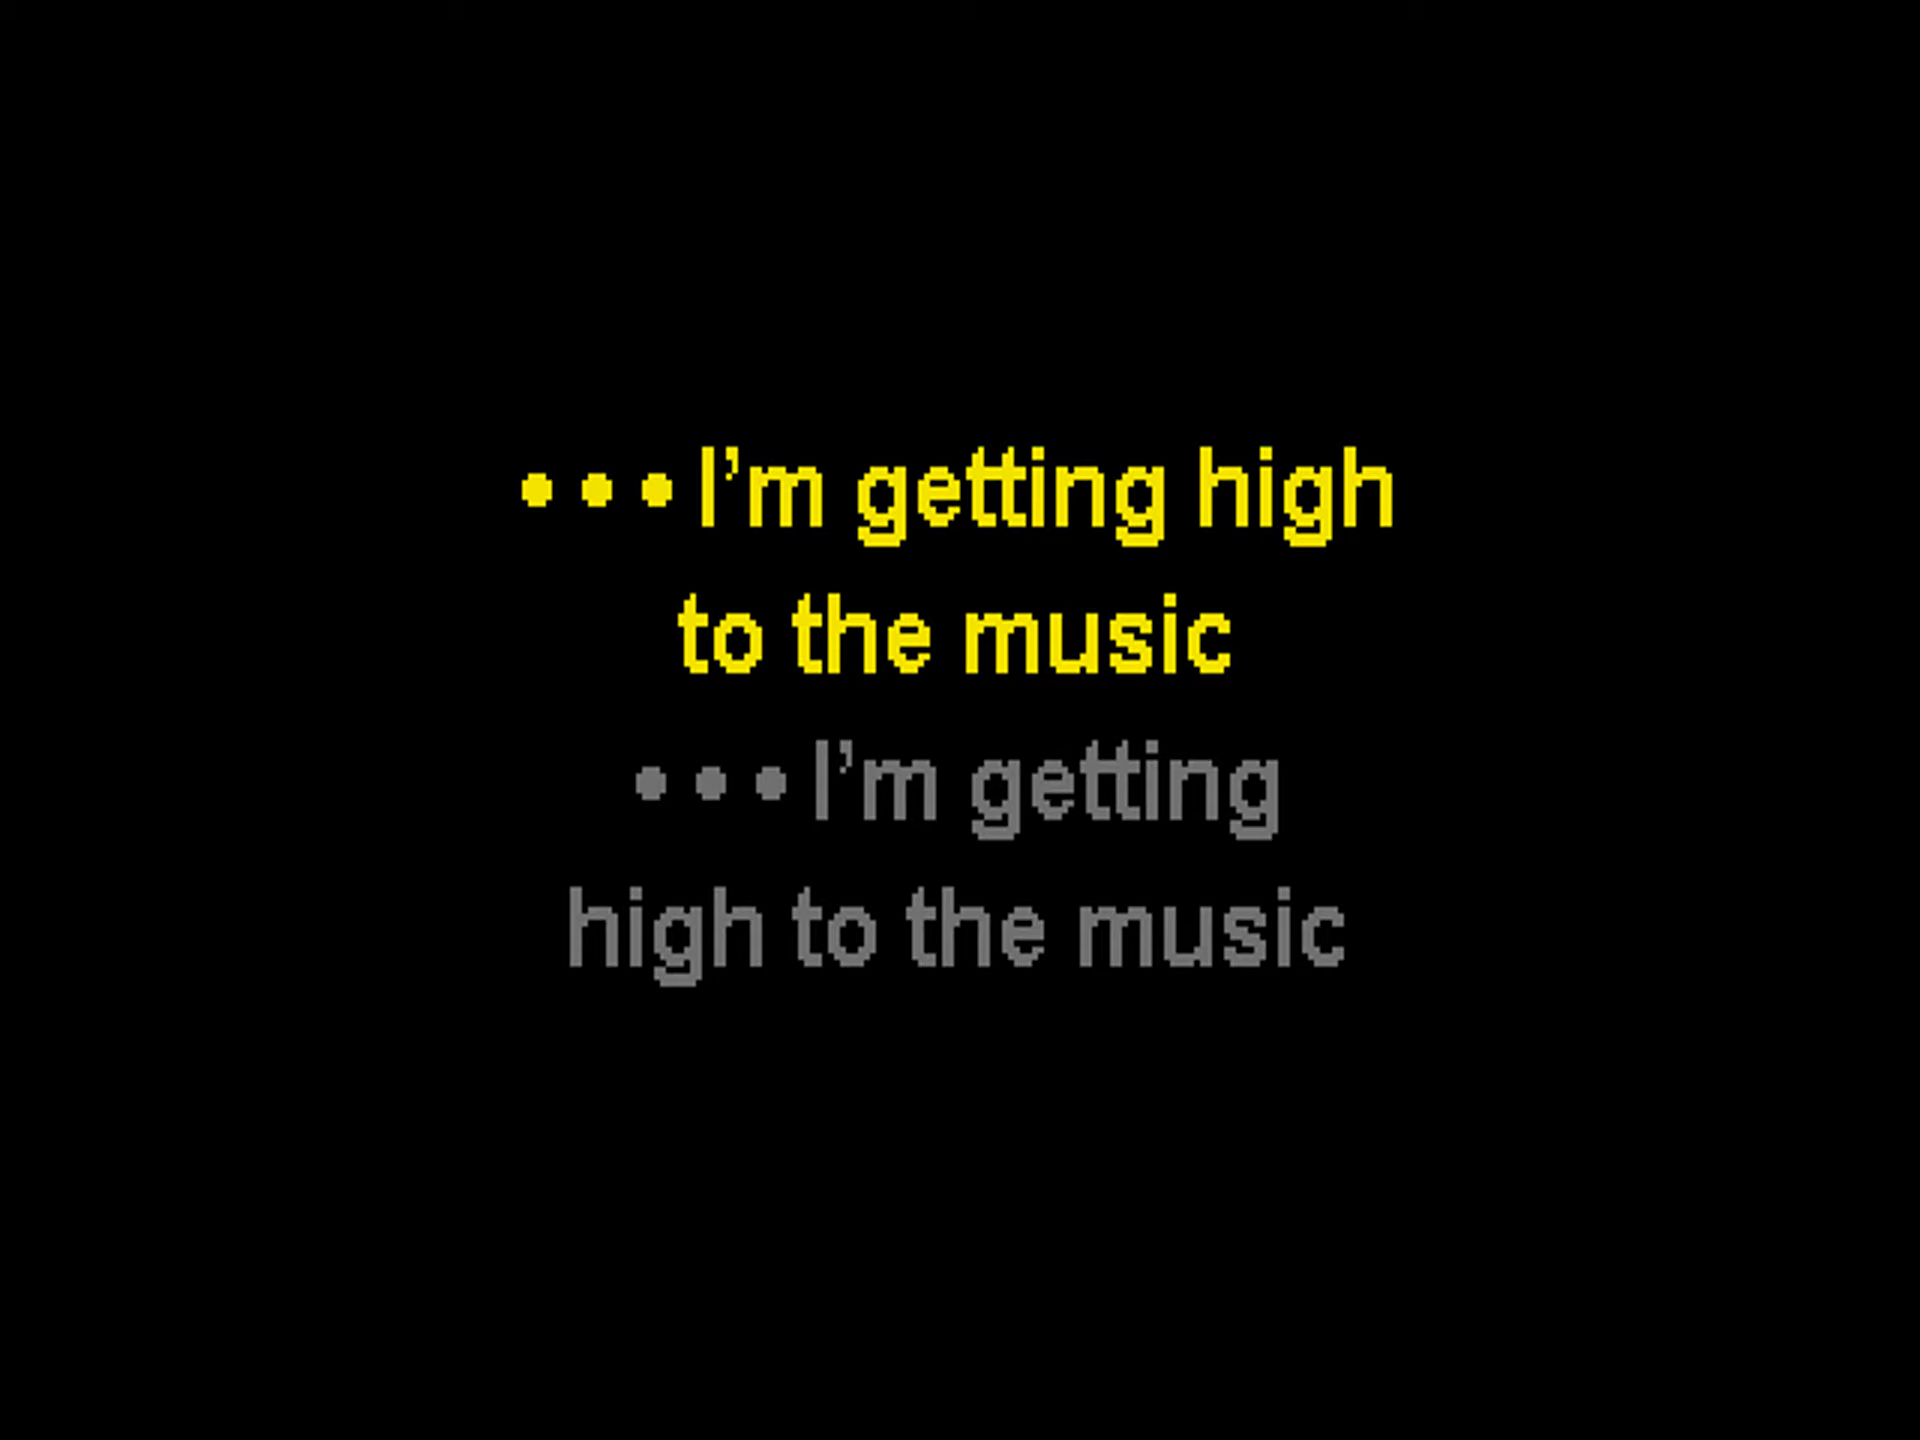 • • • I’m getting high
to the music
• • • I’m getting
high to the music